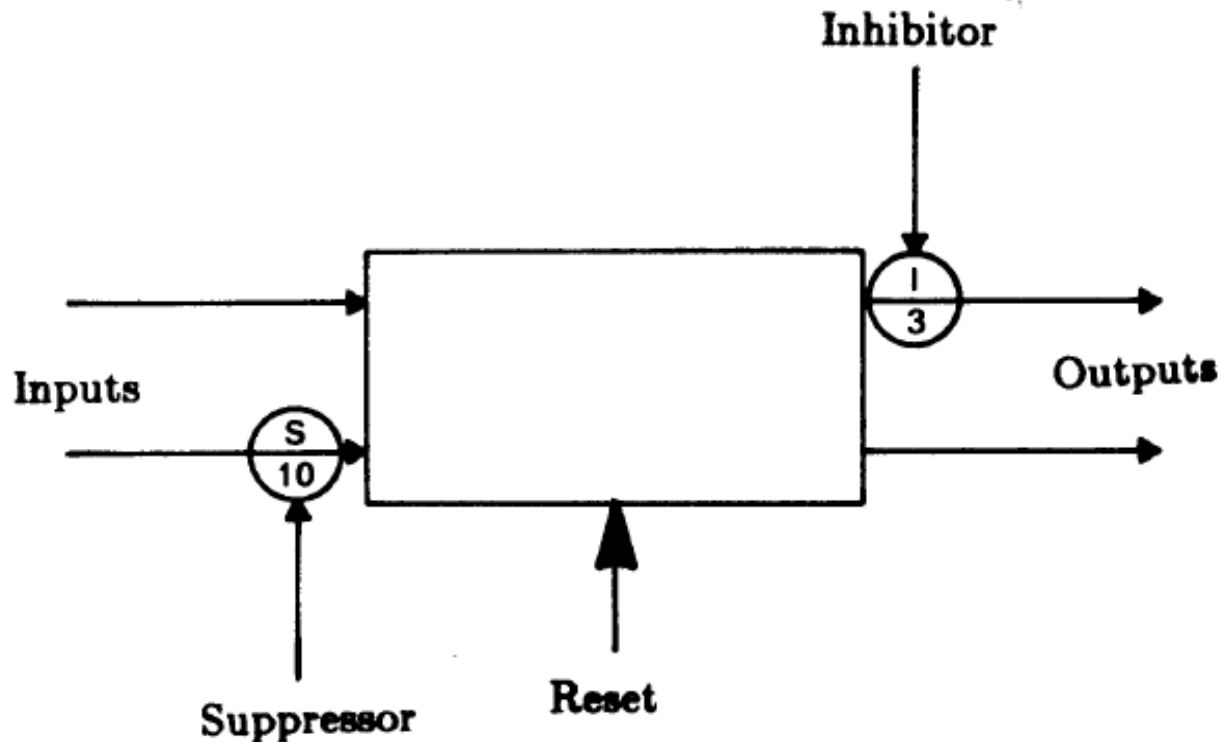 Inhibitor
I
3
Inputs
Outputs
S
10
Reset
Suppressor